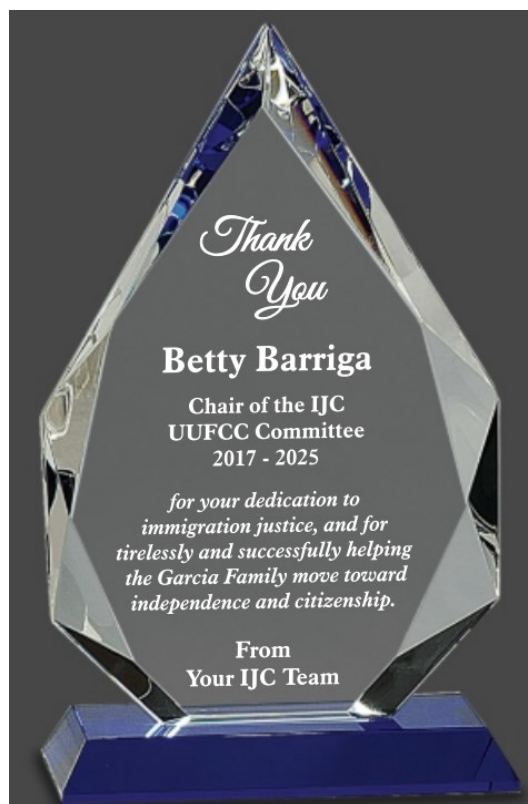 Thank
You
Betty Barriga
Chair of the IJC
UUFCC Committee
2017 - 2025
for your dedication to
immigration justice, and for
tirelessly and successfully helping
the Garcia Family move toward
independence and citizenship.
From
Your IJC Team